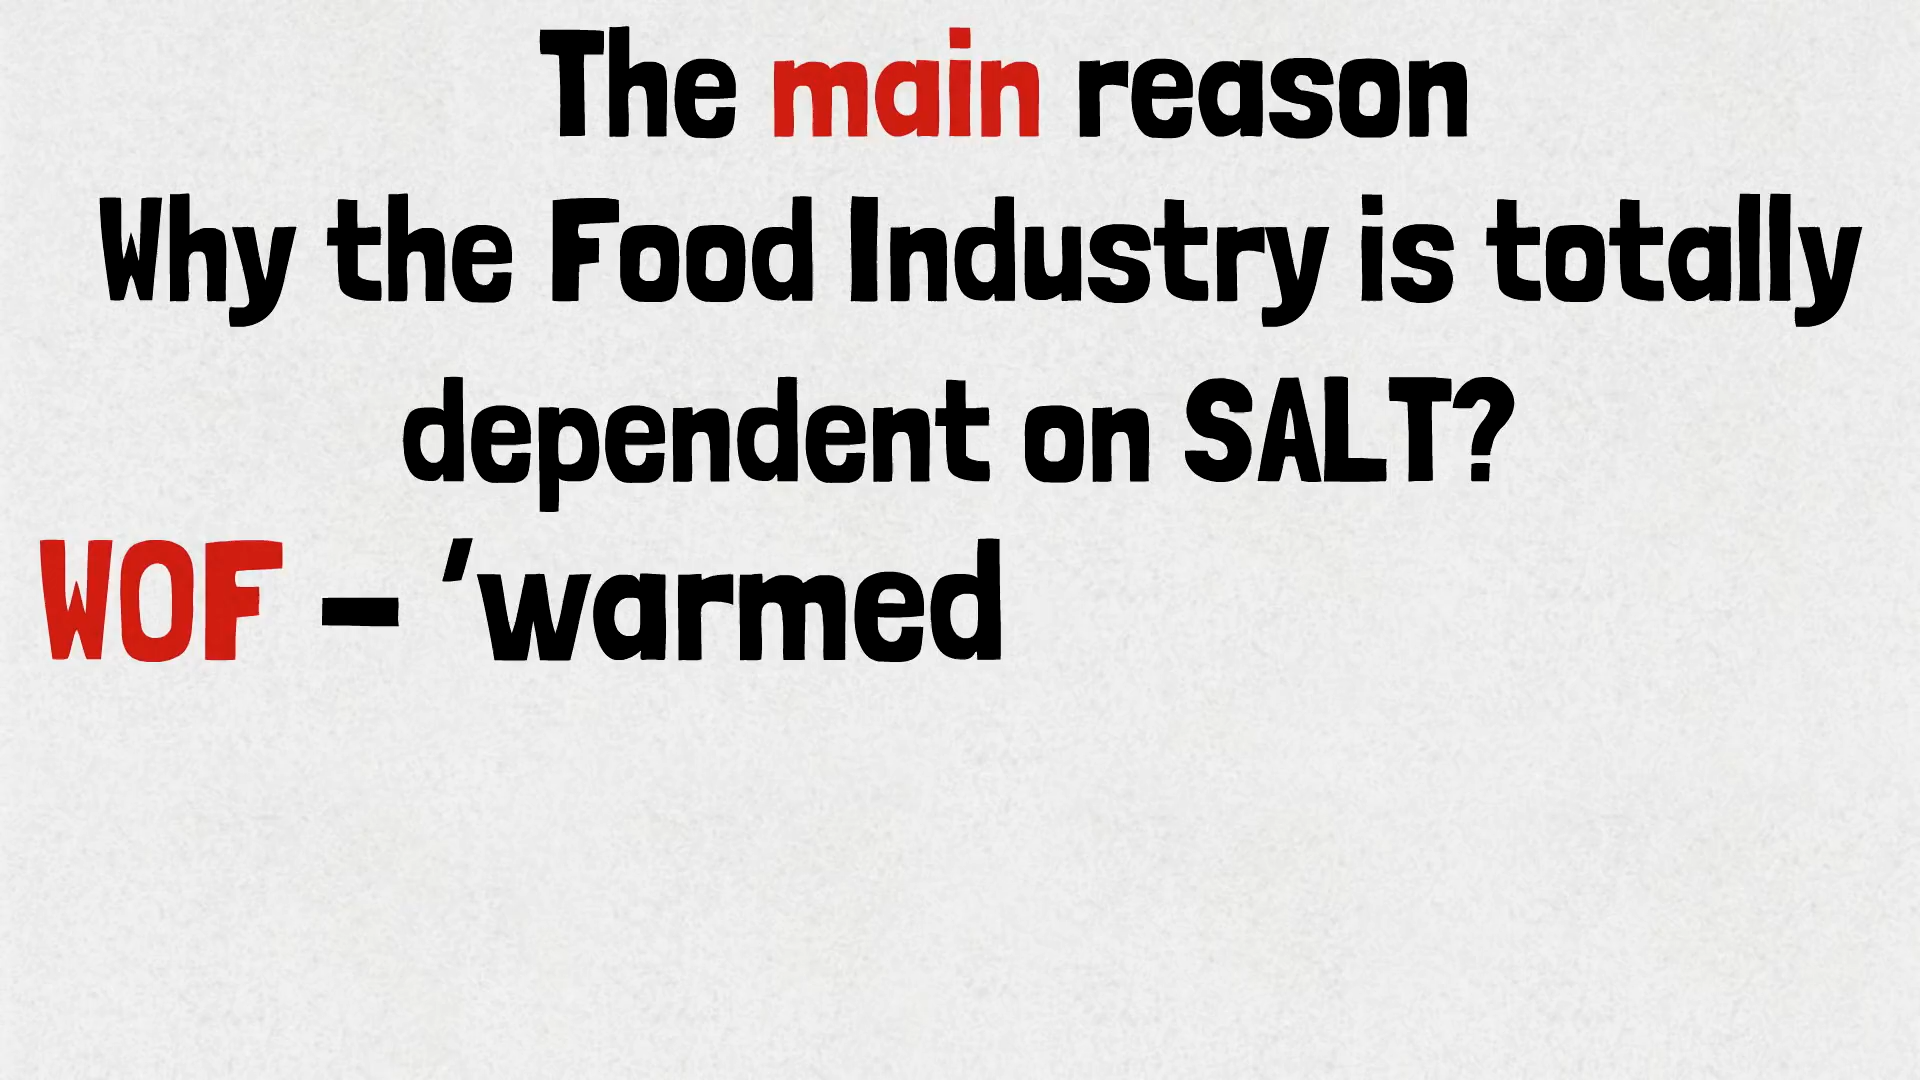 The main reason
Why the Food Industry is totally
dependent on SALT?
WOF – ‘warmed